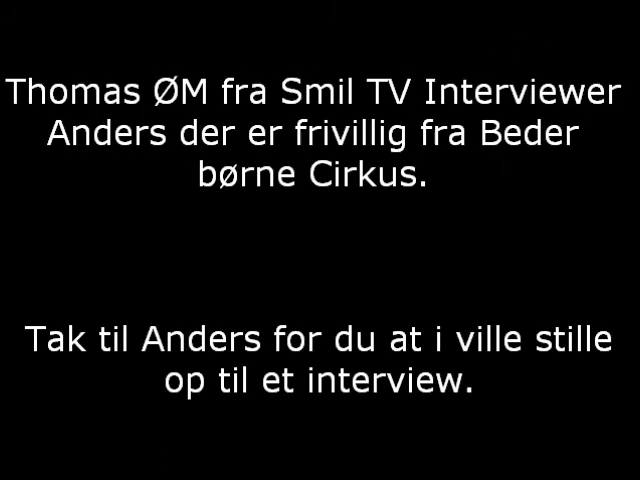 Thomas ØM fra Smil TV Interviewer
Anders der er frivillig fra Beder
børne Cirkus.
Tak til Anders for du at i ville stille
op til et interview.